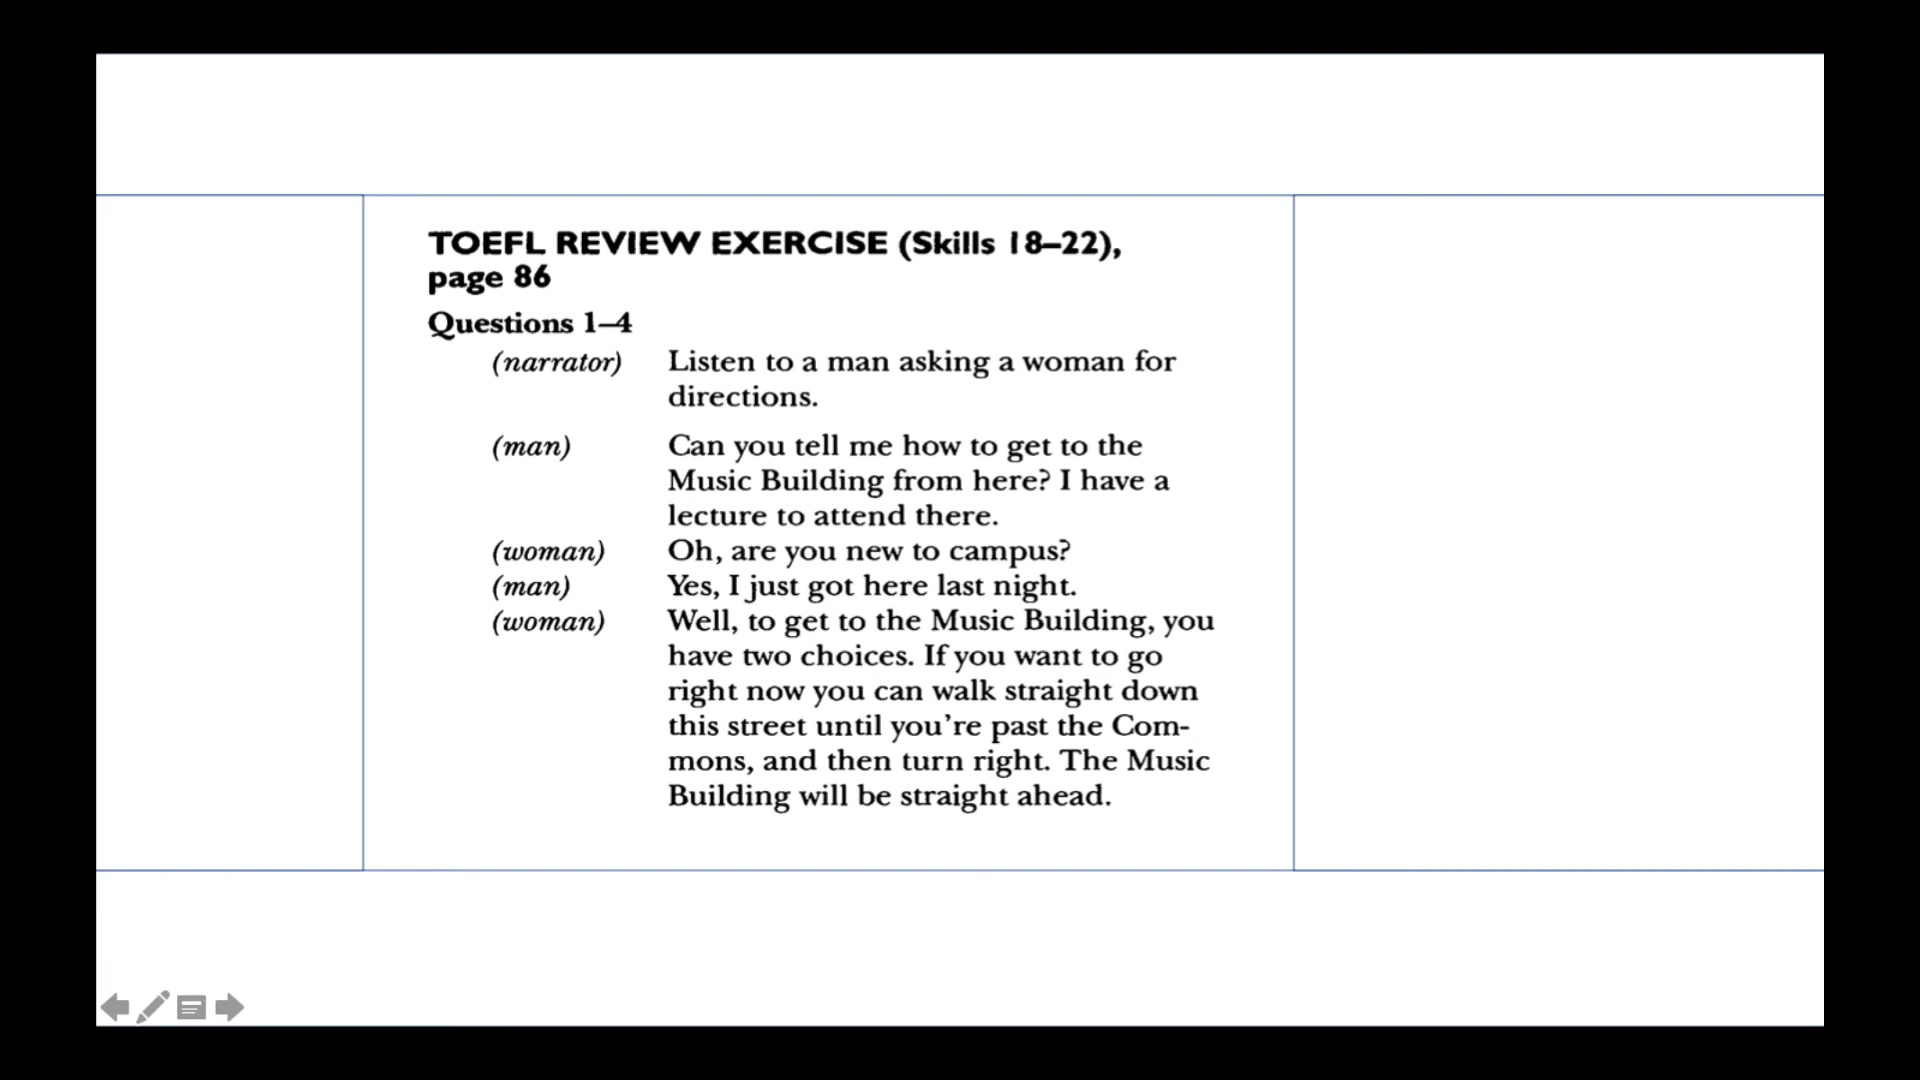 TOEFL REVIEW EXERCISE (Skills 18–22),
page 86
Questions 1–4
(narrator) Listen to a man asking a woman for
directions.
(man) Can you tell me how to get to the
Music Building from here? I have a
lecture to attend there.
(woman) Oh, are you new to campus?
(man) Yes, I just got here last night.
(woman) Well, to get to the Music Building, you
have two choices. If you want to go
right now you can walk straight down
this street until you're past the Com-
mons, and then turn right. The Music
Building will be straight ahead.